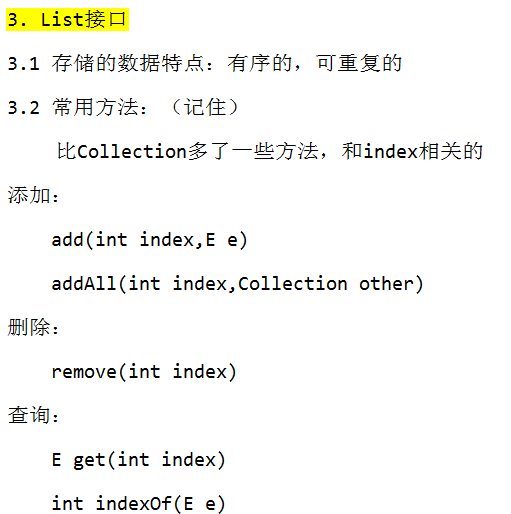 3. List接口
3.1 存储的数据特点：有序的，可重复的
3.2 常用方法：（记住）
比Collection多了一些方法，和index相关的
添加：
add(int index,E e)
addAll(int index,Collection other)
删除：
remove(int index)
查询：
E get(int index)
int indexOf(E e)